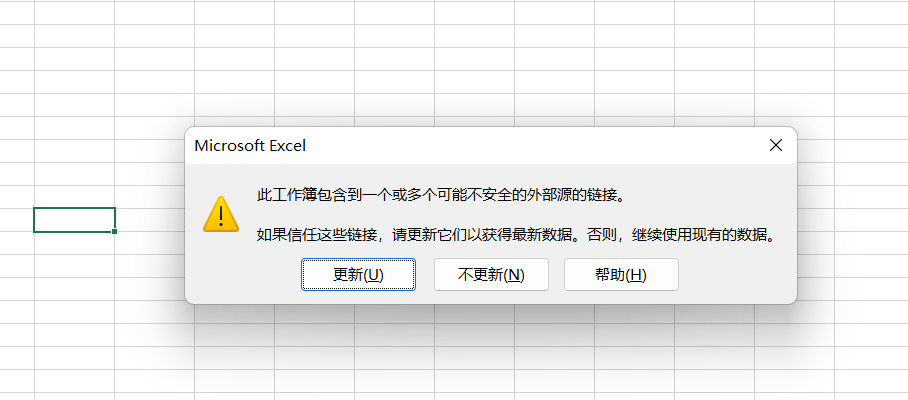 Microsoft Excel
此工作簿包含到一个或多个可能不安全的外部源的链接。
如果信任这些链接，请更新它们以获得最新数据。否则，继续使用现有的数据。
更新(U) 不更新(N) 帮助(H)